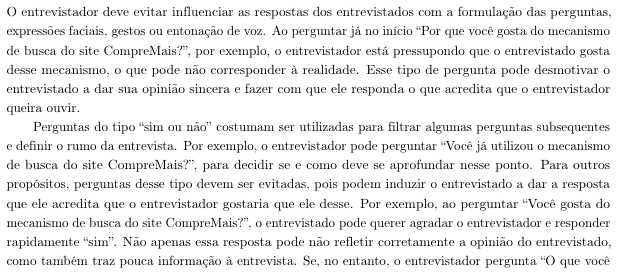 O entrevistador deve evitar influenciar as respostas dos entrevistados com a formulação das perguntas,
expressões faciais, gestos ou entonação de voz. Ao perguntar já no início “Por que você gosta do mecanismo
de busca do site CompreMais?”, por exemplo, o entrevistador está pressupondo que o entrevistado gosta
desse mecanismo, o que pode não corresponder à realidade. Esse tipo de pergunta pode desmotivar o
entrevistado a dar sua opinião sincera e fazer com que ele responda o que acredita que o entrevistador
queira ouvir.
Perguntas do tipo “sim ou não” costumam ser utilizadas para filtrar algumas perguntas subsequentes
e definir o rumo da entrevista. Por exemplo, o entrevistador pode perguntar “Você já utilizou o mecanismo
de busca do site CompreMais?”, para decidir se e como deve se aprofundar nesse ponto. Para outros
propósitos, perguntas desse tipo devem ser evitadas, pois podem induzir o entrevistado a dar a resposta
que ele acredita que o entrevistador gostaria que ele desse. Por exemplo, ao perguntar “Você gosta do
mecanismo de busca do site CompreMais?”, o entrevistado pode querer agradar o entrevistador e responder
rapidamente “sim”. Não apenas essa resposta pode não refletir corretamente a opinião do entrevistado,
como também traz pouca informação à entrevista. Se, no entanto, o entrevistador pergunta “O que você